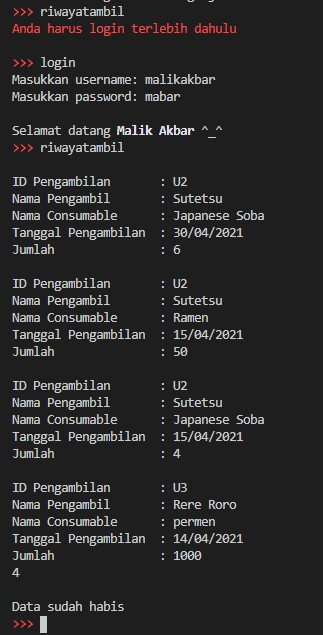 >>> riwayatambil
Anda harus login terlebih dahulu
>>> login
Masukkan username: malikakbar
Masukkan password: mabar
Selamat datang Malik Akbar ^_^
>>> riwayatambil
ID Pengambilan : U2
Nama Pengambil : Sutetsu
Nama Consumable : Japanese Soba
Tanggal Pengambilan : 30/04/2021
Jumlah : 6
ID Pengambilan : U2
Nama Pengambil : Sutetsu
Nama Consumable : Ramen
Tanggal Pengambilan : 15/04/2021
Jumlah : 50
ID Pengambilan : U2
Nama Pengambil : Sutetsu
Nama Consumable : Japanese Soba
Tanggal Pengambilan : 15/04/2021
Jumlah : 4
ID Pengambilan : U3
Nama Pengambil : Rere Roro
Nama Consumable : permen
Tanggal Pengambilan : 14/04/2021
Jumlah : 1000
4
Data sudah habis
>>>